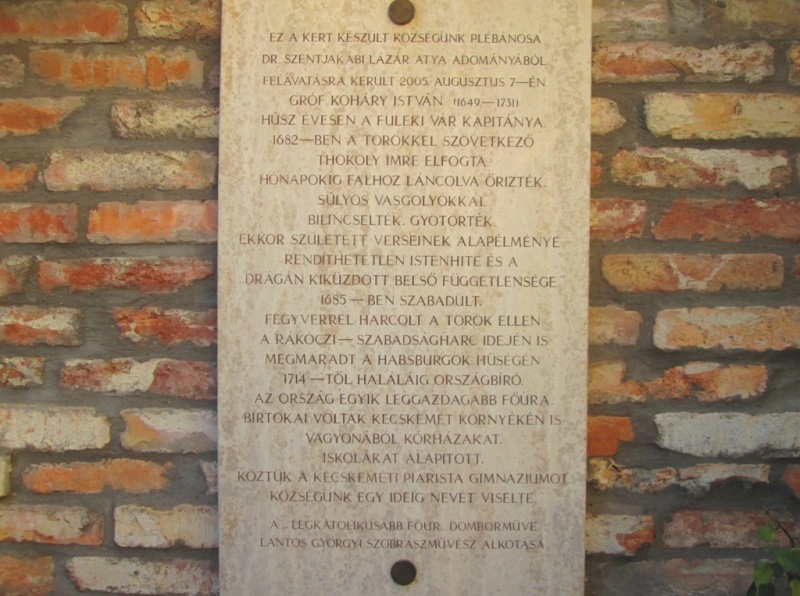 EZ A KERT KÉSZÜLT KÖZSÉGÜNK PLÉBÁNOSA
DR. SZENTJAKABI LÁZÁR ATYA ADOMÁNYÁBÓL.
FELAVATÁSRA KERÜLT 2005. AUGUSZTUS 7—ÉN
GRÓF KOHÁRY ISTVÁN (1649—1731)
HÚSZ ÉVESEN A FÜLEKI VÁR KAPITÁNYA.
1682—BEN A TÖRÖKKEL SZÖVETKEZŐ
THÖKÖLY IMRE ELFOGTA.
HÓNAPOKIG FALHOZ LÁNCOLVA ŐRIZTÉK,
SÚLYOS VASGOLYÓKKAL
BILINCSELTÉK, GYÖTÖRTÉK.
EKKOR SZÜLETETT VERSEINEK ALAPÉLMÉNYE
RENDÍTHETETLEN ISTENHITE ÉS A
„DRÁGÁN KIKÜZDÖTT BELSŐ FÜGGETLENSÉGE”
1685—BEN SZABADULT.
FEGYVERREL HARCOLT A TÖRÖK ELLEN.
A RÁKÓCZI—SZABADSÁGHARC IDEJÉN IS
MEGMARADT A HABSBURGOK HŰSÉGÉN
1714—TŐL HALÁLÁIG ORSZÁGBÍRÓ.
AZ ORSZÁG EGYIK LEGGAZDAGABB FŐURA.
BIRTOKAI VOLTAK KECSKEMÉT KÖRNYÉKÉN IS
VAGYONÁBÓL KÓRHÁZAKAT,
ISKOLÁKAT ALAPÍTOTT,
KÖZTÜK A KECSKEMÉTI PIARISTA GIMNÁZIUMOT
KÖZSÉGÜNK EGY IDEIG NEVÉT VISELTE.
A „LEGKATOLIKUSABB FŐÚR” DOMBORMŰVE
LANTOS GYÖRGYI SZOBRÁSZMŰVÉSZ ALKOTÁSA